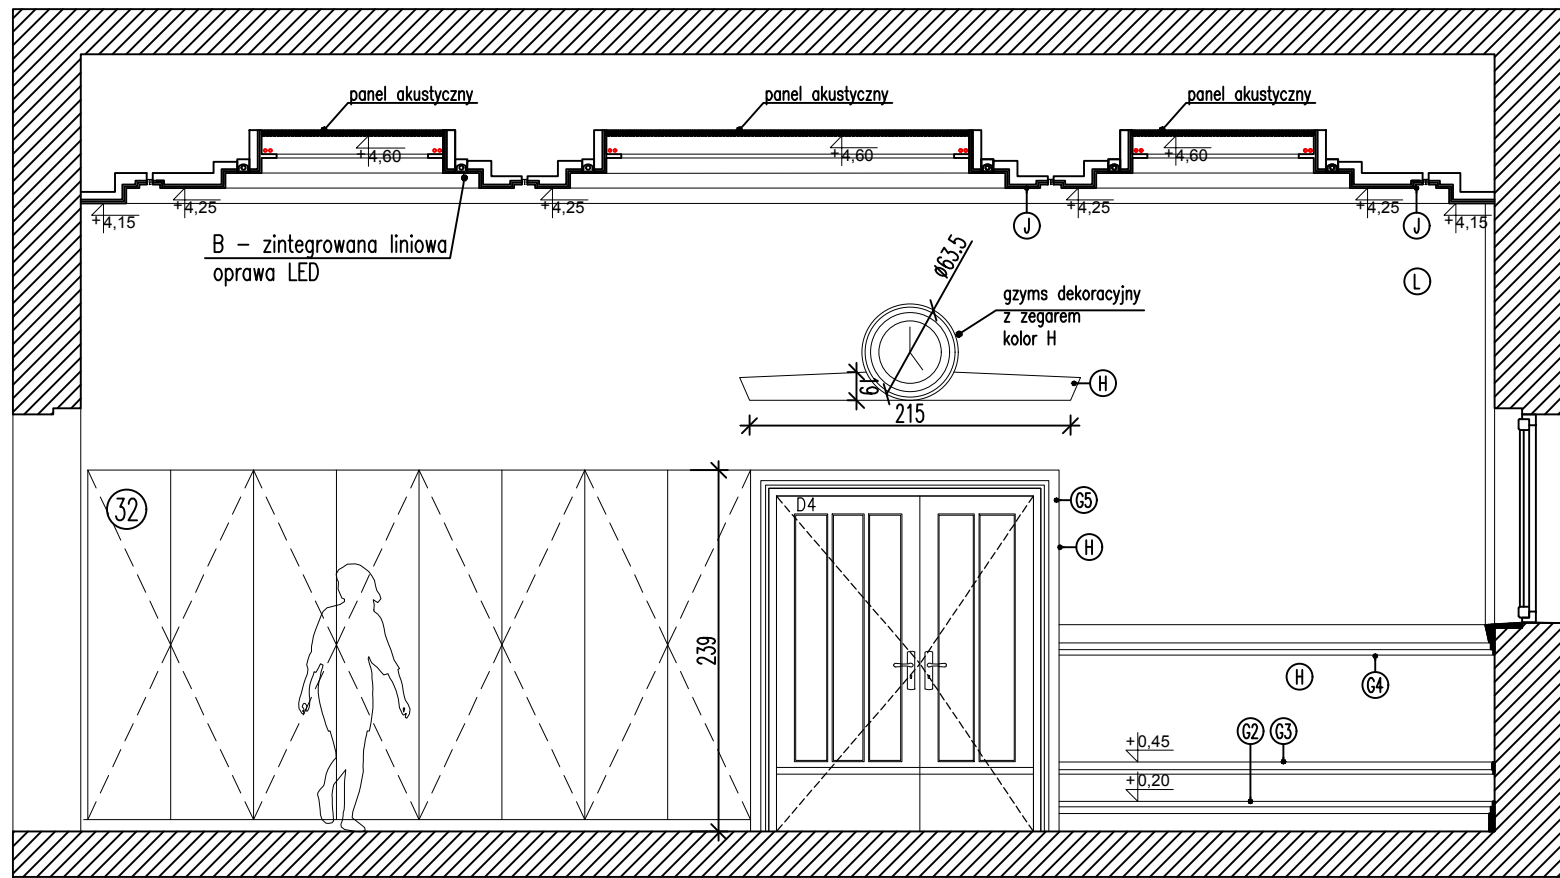 panel akustyczny
panel akustyczny
panel akustyczny
+4,60
+4,60
+4,60
+4,15
+4,25
+4,25
+4,25
+4,25
+4,15
J
J
B – zintegrowana liniowa
oprawa LED
L
ø63.5
gzyms dekoracyjny
z zegarem
kolor H
19
H
215
32
D4
G5
H
239
H
G4
G2
G3
+0,45
+0,20